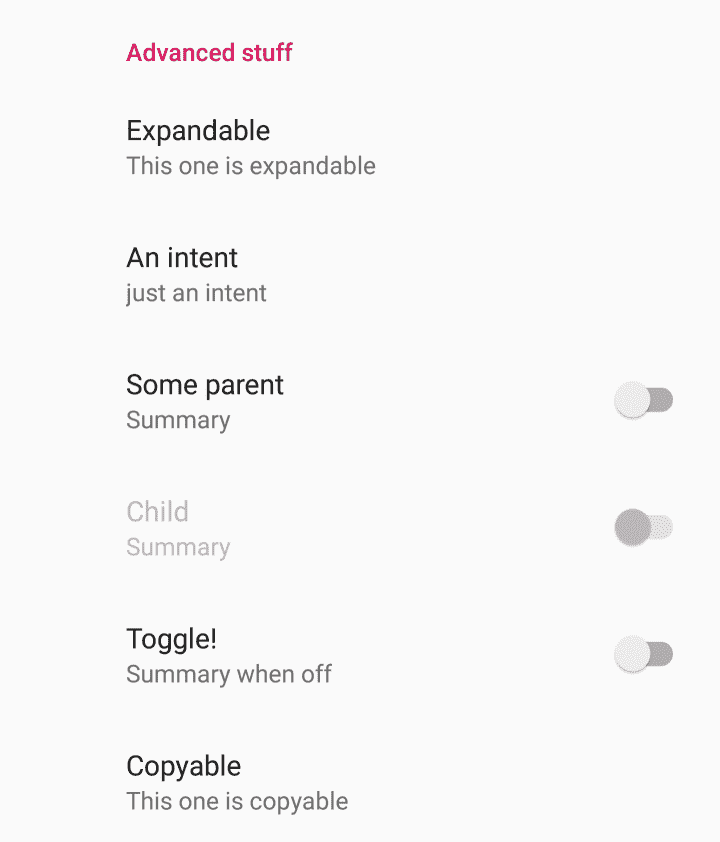 Advanced stuff
Expandable
This one is expandable
An intent
just an intent
Some parent
Summary
Child
Summary
Toggle!
Summary when off
Copyable
This one is copyable